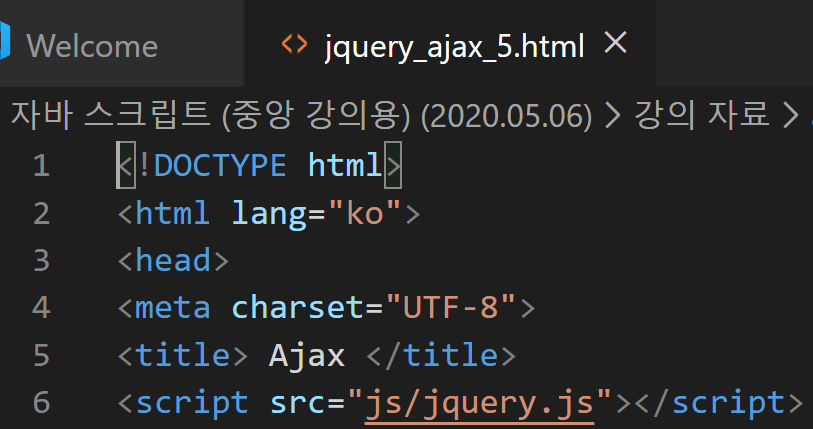 Welcome
<> jquery_ajax_5.html ×
자바 스크립트 (중앙 강의용) (2020.05.06) > 강의 자료 >
1 <!DOCTYPE html>
2 <html lang="ko">
3 <head>
4 <meta charset="UTF-8">
5 <title> Ajax </title>
6 <script src="js/jquery.js"></script>